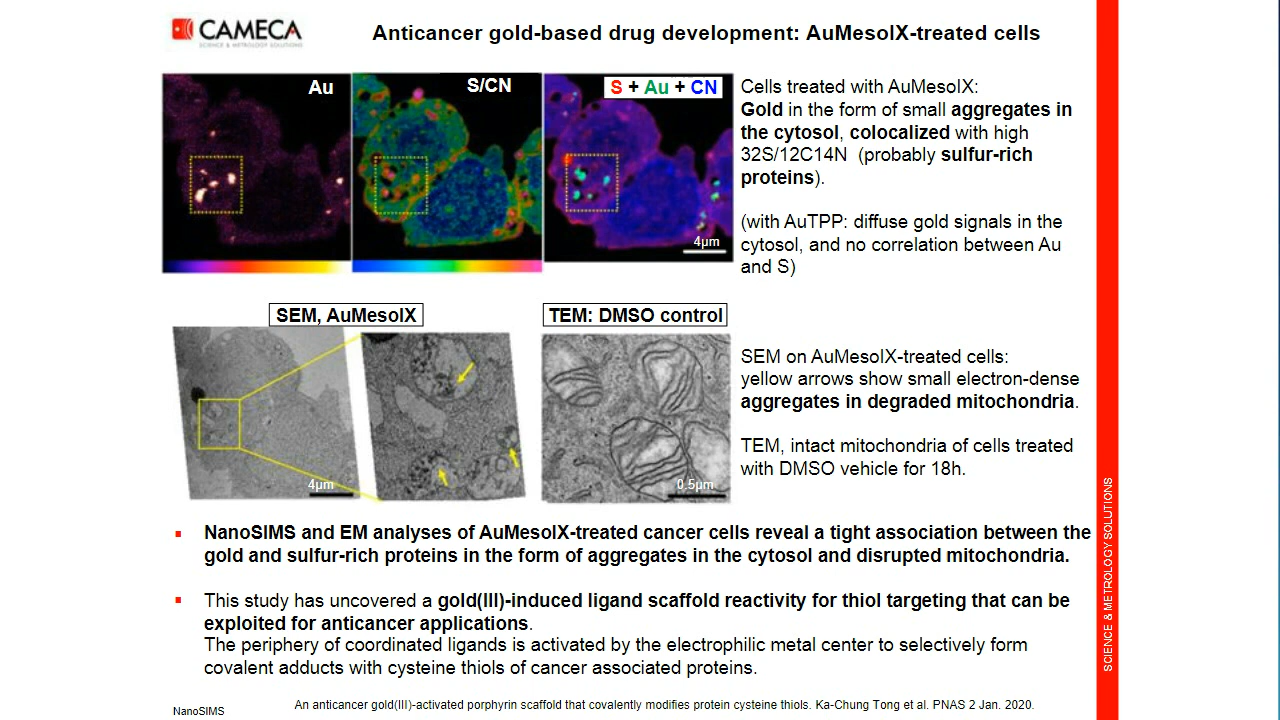 CAMECA
SCIENCE & METROLOGY SOLUTIONS
Anticancer gold-based drug development: AuMesoIX-treated cells
Au
S/CN
S + Au + CN
4µm
Cells treated with AuMesoIX:
Gold in the form of small aggregates in
the cytosol, colocalized with high
32S/12C14N (probably sulfur-rich
proteins).
(with AuTPP: diffuse gold signals in the
cytosol, and no correlation between Au
and S)
SEM, AuMesoIX
TEM: DMSO control
4µm
0.5µm
SEM on AuMesoIX-treated cells:
yellow arrows show small electron-dense
aggregates in degraded mitochondria.
TEM, intact mitochondria of cells treated
with DMSO vehicle for 18h.
▪ NanoSIMS and EM analyses of AuMesoIX-treated cancer cells reveal a tight association between the
gold and sulfur-rich proteins in the form of aggregates in the cytosol and disrupted mitochondria.
▪ This study has uncovered a gold(III)-induced ligand scaffold reactivity for thiol targeting that can be
exploited for anticancer applications.
The periphery of coordinated ligands is activated by the electrophilic metal center to selectively form
covalent adducts with cysteine thiols of cancer associated proteins.
SCIENCE & METROLOGY SOLUTIONS
An anticancer gold(III)-activated porphyrin scaffold that covalently modifies protein cysteine thiols. Ka-Chung Tong et al. PNAS 2 Jan. 2020.
NanoSIMS